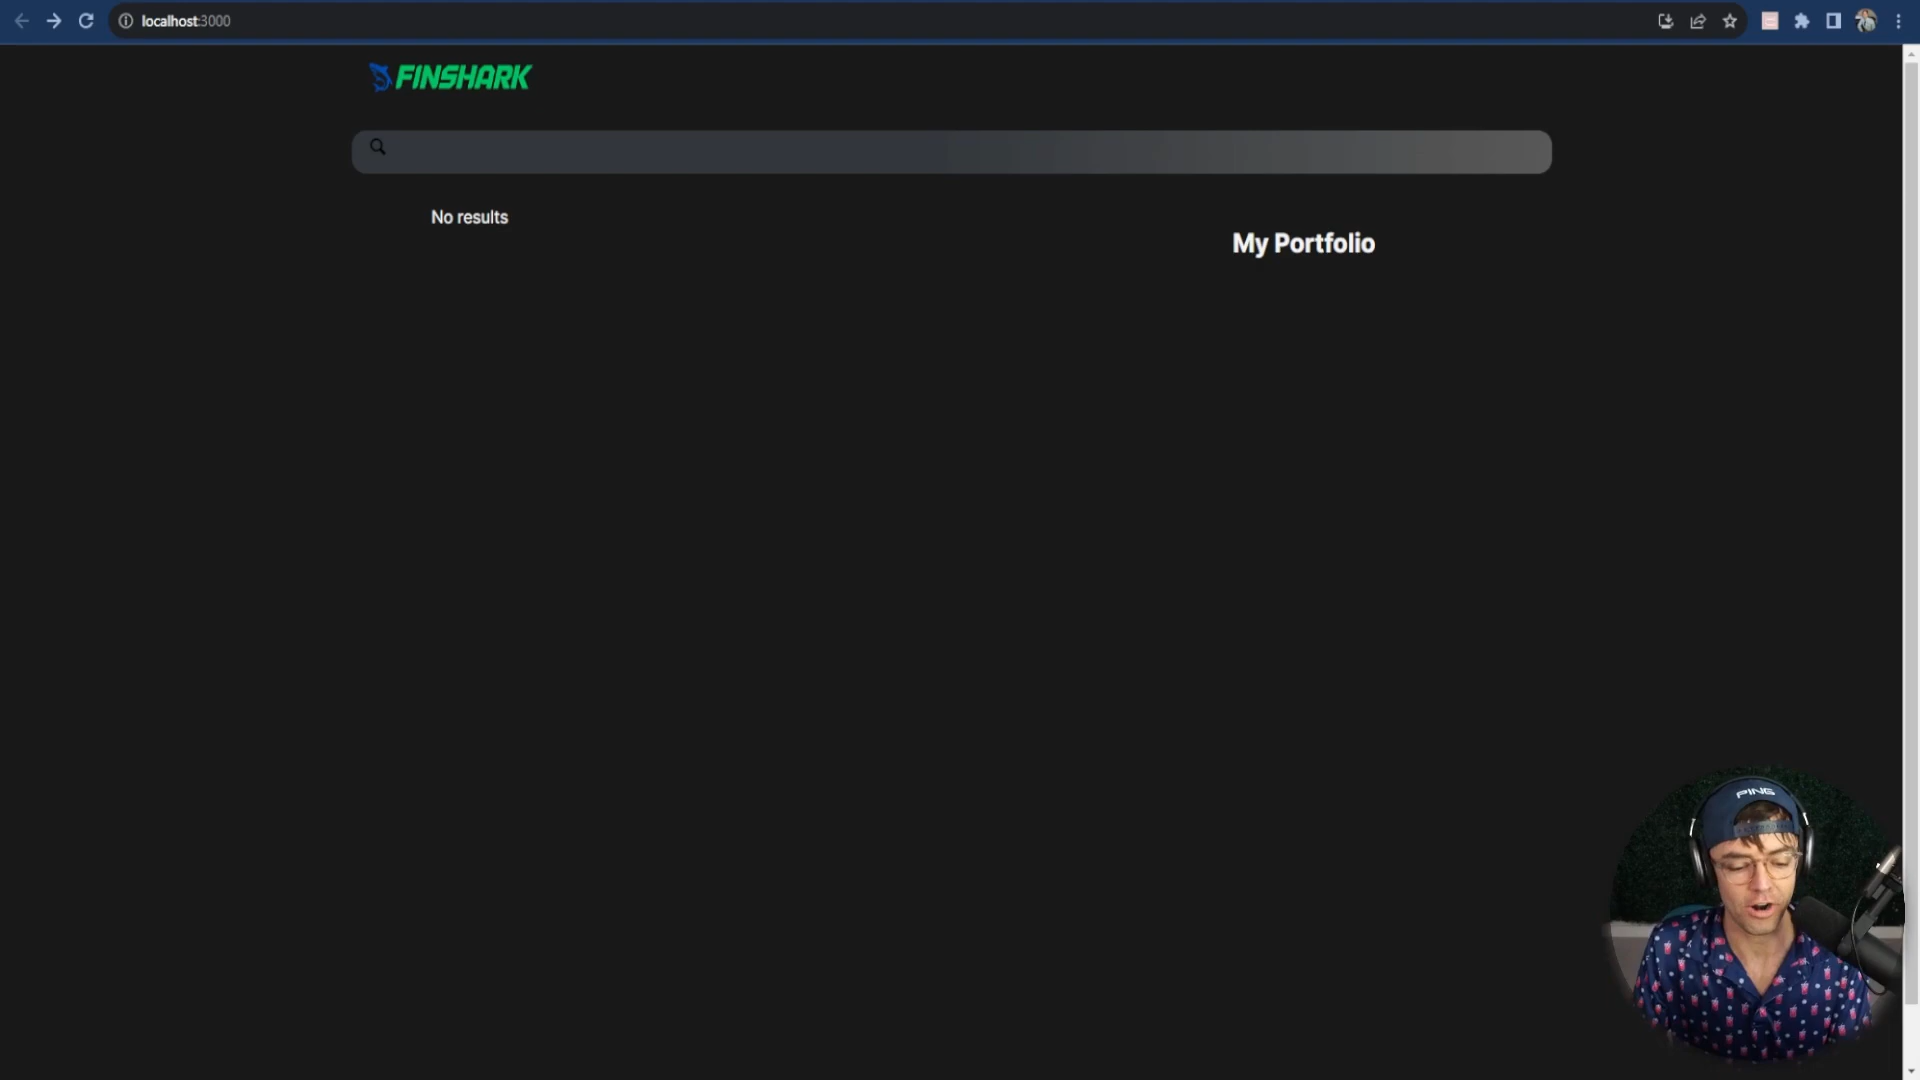 localhost:3000
FINSHARK
No results
My Portfolio
PING